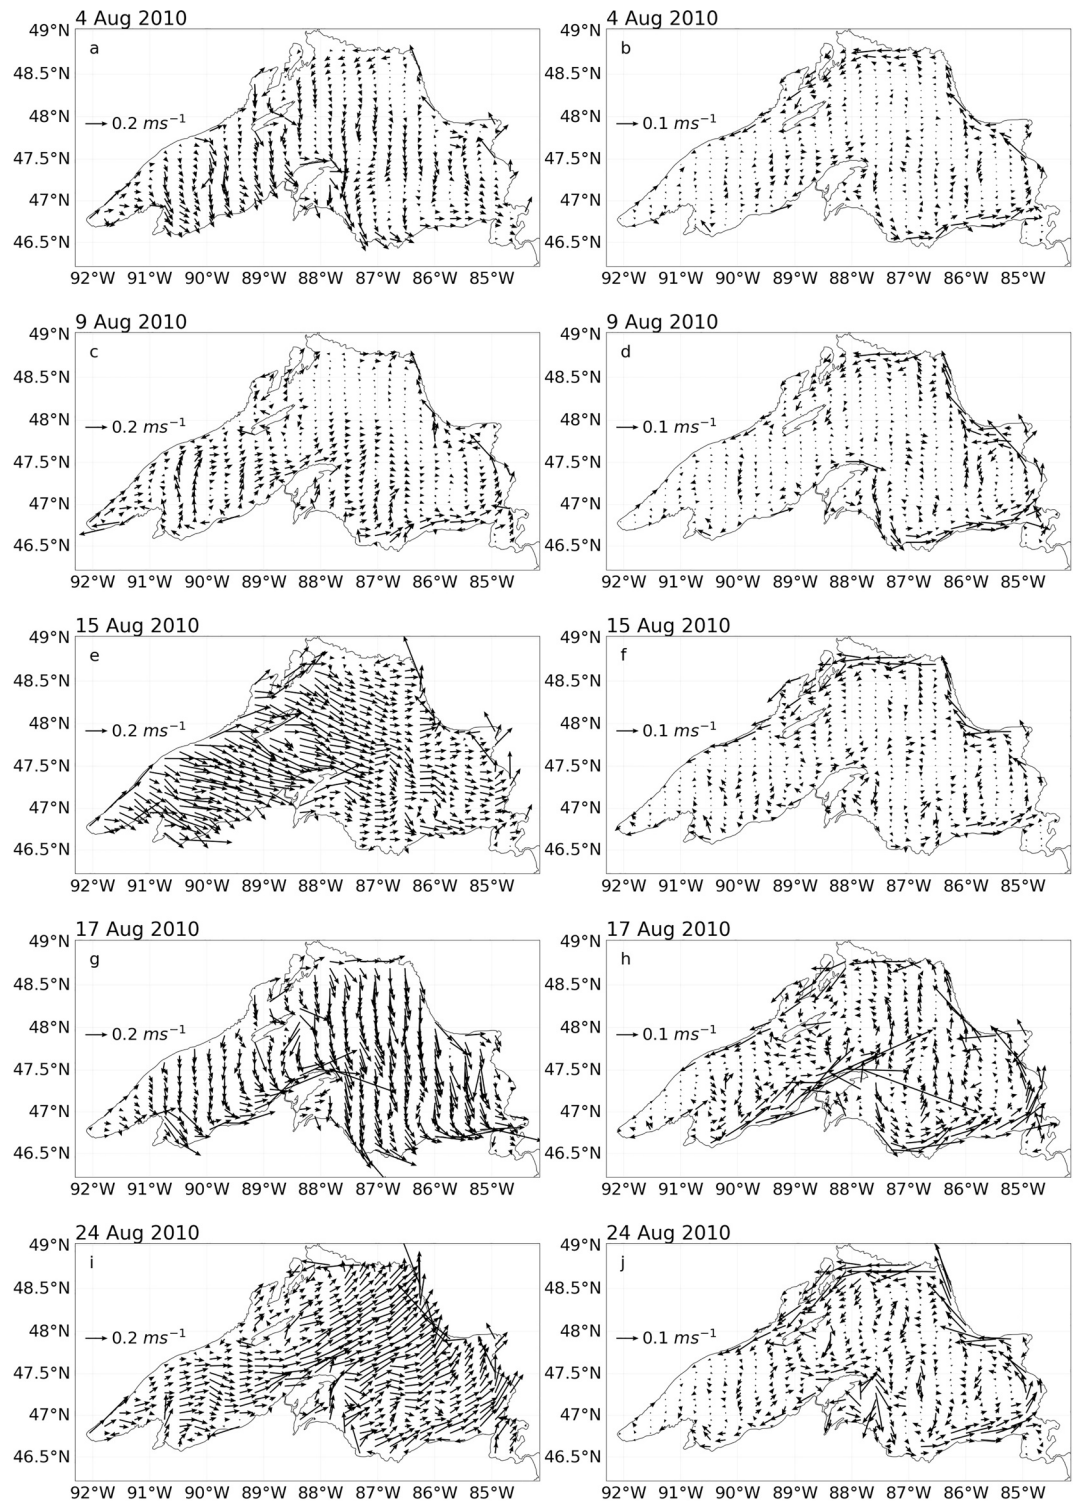 4 Aug 2010
a
49°N
48.5°N
48°N
47.5°N
47°N
46.5°N
0.2 ms⁻¹
92°W 91°W 90°W 89°W 88°W 87°W 86°W 85°W
4 Aug 2010
b
49°N
48.5°N
48°N
47.5°N
47°N
46.5°N
0.1 ms⁻¹
92°W 91°W 90°W 89°W 88°W 87°W 86°W 85°W
9 Aug 2010
c
49°N
48.5°N
48°N
47.5°N
47°N
46.5°N
0.2 ms⁻¹
92°W 91°W 90°W 89°W 88°W 87°W 86°W 85°W
9 Aug 2010
d
49°N
48.5°N
48°N
47.5°N
47°N
46.5°N
0.1 ms⁻¹
92°W 91°W 90°W 89°W 88°W 87°W 86°W 85°W
15 Aug 2010
e
49°N
48.5°N
48°N
47.5°N
47°N
46.5°N
0.2 ms⁻¹
92°W 91°W 90°W 89°W 88°W 87°W 86°W 85°W
15 Aug 2010
f
49°N
48.5°N
48°N
47.5°N
47°N
46.5°N
0.1 ms⁻¹
92°W 91°W 90°W 89°W 88°W 87°W 86°W 85°W
17 Aug 2010
g
49°N
48.5°N
48°N
47.5°N
47°N
46.5°N
0.2 ms⁻¹
92°W 91°W 90°W 89°W 88°W 87°W 86°W 85°W
17 Aug 2010
h
49°N
48.5°N
48°N
47.5°N
47°N
46.5°N
0.1 ms⁻¹
92°W 91°W 90°W 89°W 88°W 87°W 86°W 85°W
24 Aug 2010
i
49°N
48.5°N
48°N
47.5°N
47°N
46.5°N
0.2 ms⁻¹
92°W 91°W 90°W 89°W 88°W 87°W 86°W 85°W
24 Aug 2010
j
49°N
48.5°N
48°N
47.5°N
47°N
46.5°N
0.1 ms⁻¹
92°W 91°W 90°W 89°W 88°W 87°W 86°W 85°W